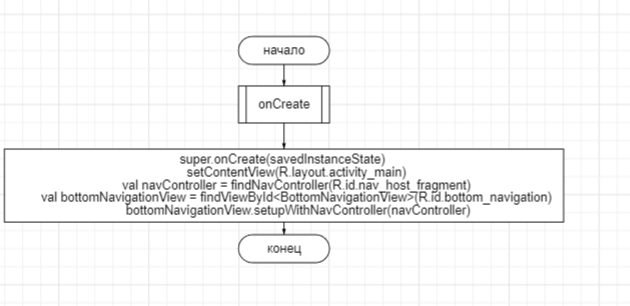 начало
onCreate
super.onCreate(savedInstanceState)
setContentView(R.layout.activity_main)
val navController = findNavController(R.id.nav_host_fragment)
val bottomNavigationView = findViewById<BottomNavigationView>(R.id.bottom_navigation)
bottomNavigationView.setupWithNavController(navController)
конец